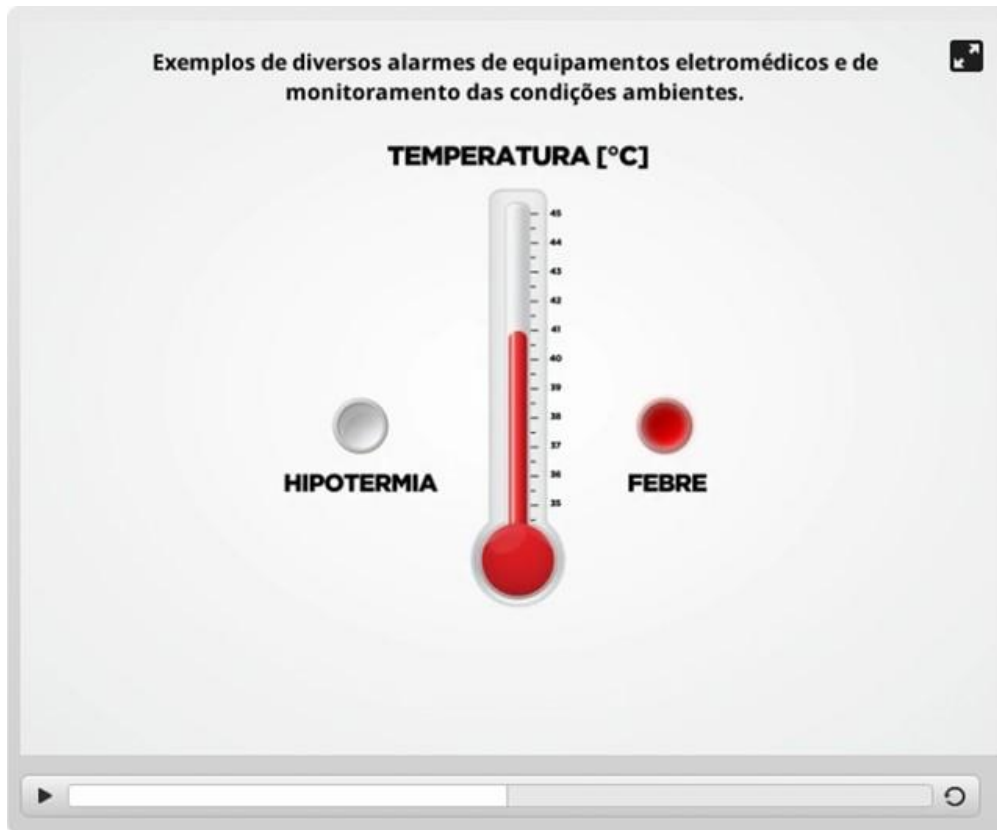 Exemplos de diversos alarmes de equipamentos eletromédicos e de
monitoramento das condições ambientes.
TEMPERATURA [°C]
45
44
43
42
41
40
39
38
37
36
35
HIPOTERMIA
FEBRE